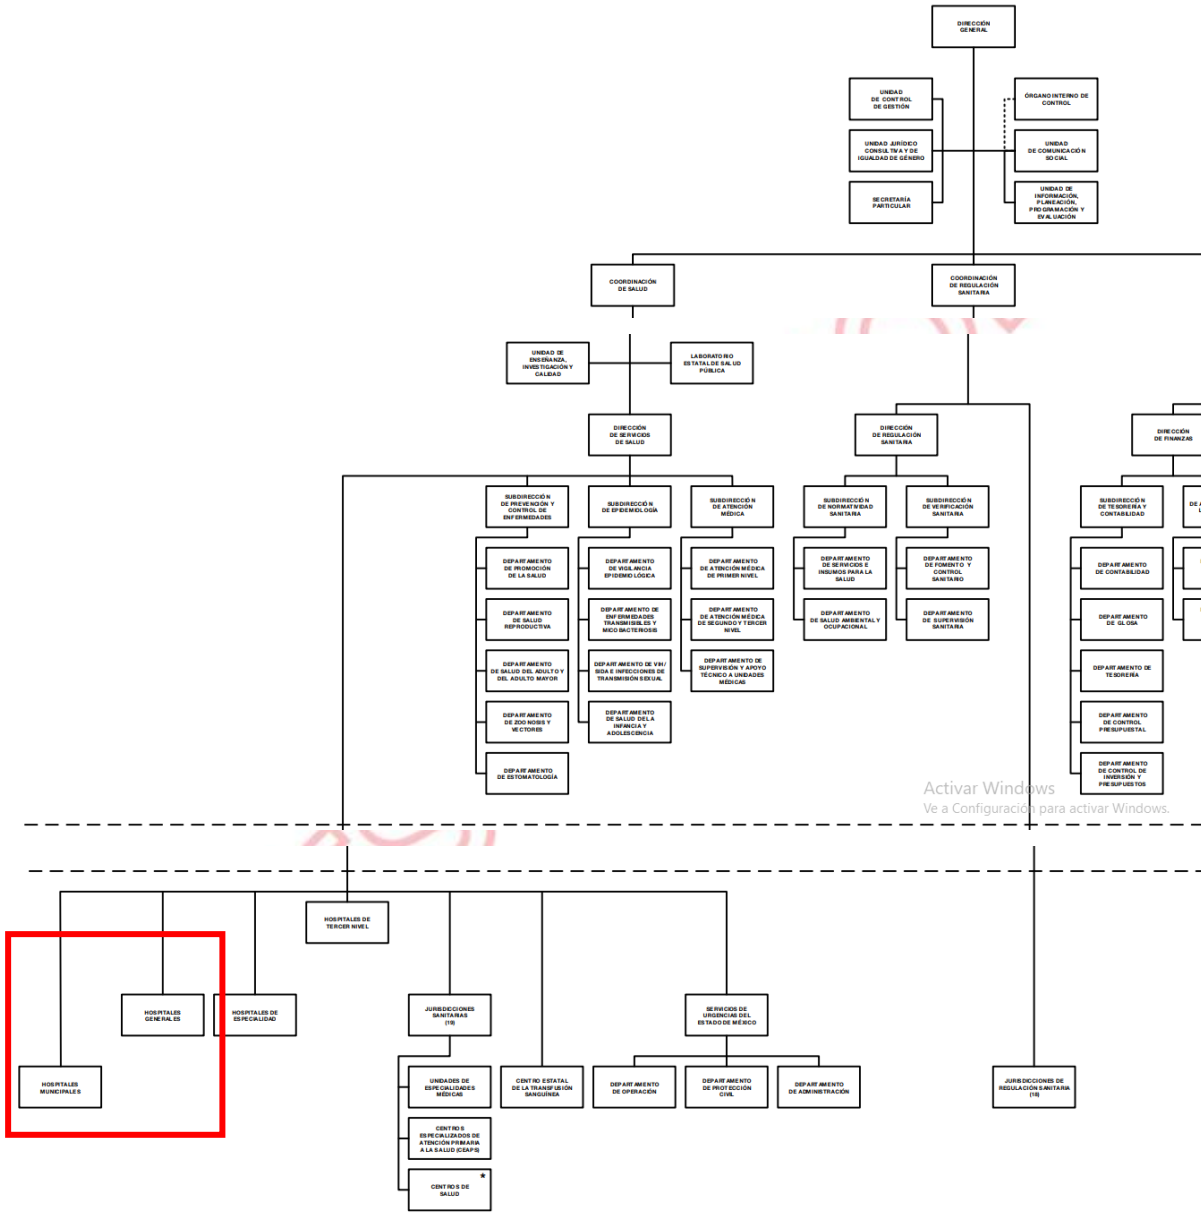 DIRECCIÓN
GENERAL
UNIDAD
DE CONTROL
DE GESTIÓN
ÓRGANO INTERNO DE
CONTROL
UNIDAD JURÍDICO
CONSULTIVA Y DE
IGUALDAD DE GÉNERO
UNIDAD
DE COMUNICACIÓN
SOCIAL
SECRETARÍA
PARTICULAR
UNIDAD DE
INFORMACIÓN,
PLANEACIÓN,
PROGRAMACIÓN Y
EVALUACIÓN
COORDINACIÓN
DE SALUD
COORDINACIÓN
DE REGULACIÓN
SANITARIA
UNIDAD DE
ENSEÑANZA,
INVESTIGACIÓN Y
CALIDAD
LABORATORIO
ESTATAL DE SALUD
PÚBLICA
DIRECCIÓN
DE SERVICIOS
DE SALUD
DIRECCIÓN
DE REGULACIÓN
SANITARIA
DIRECCIÓN
DE FINANZAS
SUBDIRECCIÓN
DE PREVENCIÓN Y
CONTROL DE
ENFERMEDADES
SUBDIRECCIÓN
DE EPIDEMIOLOGÍA
SUBDIRECCIÓN
DE ATENCIÓN
MÉDICA
SUBDIRECCIÓN
DE NORMATIVIDAD
SANITARIA
SUBDIRECCIÓN
DE VERIFICACIÓN
SANITARIA
SUBDIRECCIÓN
DE TESORERÍA Y
CONTABILIDAD
DEPARTAMENTO
DE PROMOCIÓN
DE LA SALUD
DEPARTAMENTO
DE VIGILANCIA
EPIDEMIOLÓGICA
DEPARTAMENTO
DE ATENCIÓN MÉDICA
DE PRIMER NIVEL
DEPARTAMENTO
DE SERVICIOS E
INSUMOS PARA LA
SALUD
DEPARTAMENTO
DE FOMENTO Y
CONTROL
SANITARIO
DEPARTAMENTO
DE CONTABILIDAD
DEPARTAMENTO
DE SALUD
REPRODUCTIVA
DEPARTAMENTO DE
ENFERMEDADES
TRANSMISIBLES Y
MICOBACTERIOSIS
DEPARTAMENTO
DE ATENCIÓN MÉDICA
DE SEGUNDO Y TERCER
NIVEL
DEPARTAMENTO
DE SALUD AMBIENTAL Y
OCUPACIONAL
DEPARTAMENTO
DE SUPERVISIÓN
SANITARIA
DEPARTAMENTO
DE GLOSA
DEPARTAMENTO
DE SALUD DEL ADULTO Y
DEL ADULTO MAYOR
DEPARTAMENTO DE VIH/
SIDA E INFECCIONES DE
TRANSMISIÓN SEXUAL
DEPARTAMENTO DE
SUPERVISIÓN Y APOYO
TÉCNICO A UNIDADES
MÉDICAS
DEPARTAMENTO DE
TESORERÍA
DEPARTAMENTO
DE ZOONOSIS Y
VECTORES
DEPARTAMENTO
DE SALUD DE LA
INFANCIA Y
ADOLESCENCIA
DEPARTAMENTO
DE CONTROL
PRESUPUESTAL
DEPARTAMENTO
DE ESTOMATOLOGÍA
DEPARTAMENTO
DE CONTROL DE
INVERSIÓN Y
PRESUPUESTOS
Activar Windows
Ve a Configuración para activar Windows.
HOSPITALES DE
TERCER NIVEL
HOSPITALES
GENERALES
HOSPITALES DE
ESPECIALIDAD
JURISDICCIONES
SANITARIAS
(19)
SERVICIOS DE
URGENCIAS DEL
ESTADO DE MÉXICO
HOSPITALES
MUNICIPALES
UNIDADES DE
ESPECIALIDADES
MÉDICAS
CENTRO ESTATAL
DE LA TRANSFUSIÓN
SANGUÍNEA
DEPARTAMENTO
DE OPERACIÓN
DEPARTAMENTO
DE PROTECCIÓN
CIVIL
DEPARTAMENTO
DE ADMINISTRACIÓN
JURISDICCIONES DE
REGULACIÓN SANITARIA
(18)
CENTROS
ESPECIALIZADOS DE
ATENCIÓN PRIMARIA
A LA SALUD (CEAPS)
CENTROS DE
SALUD